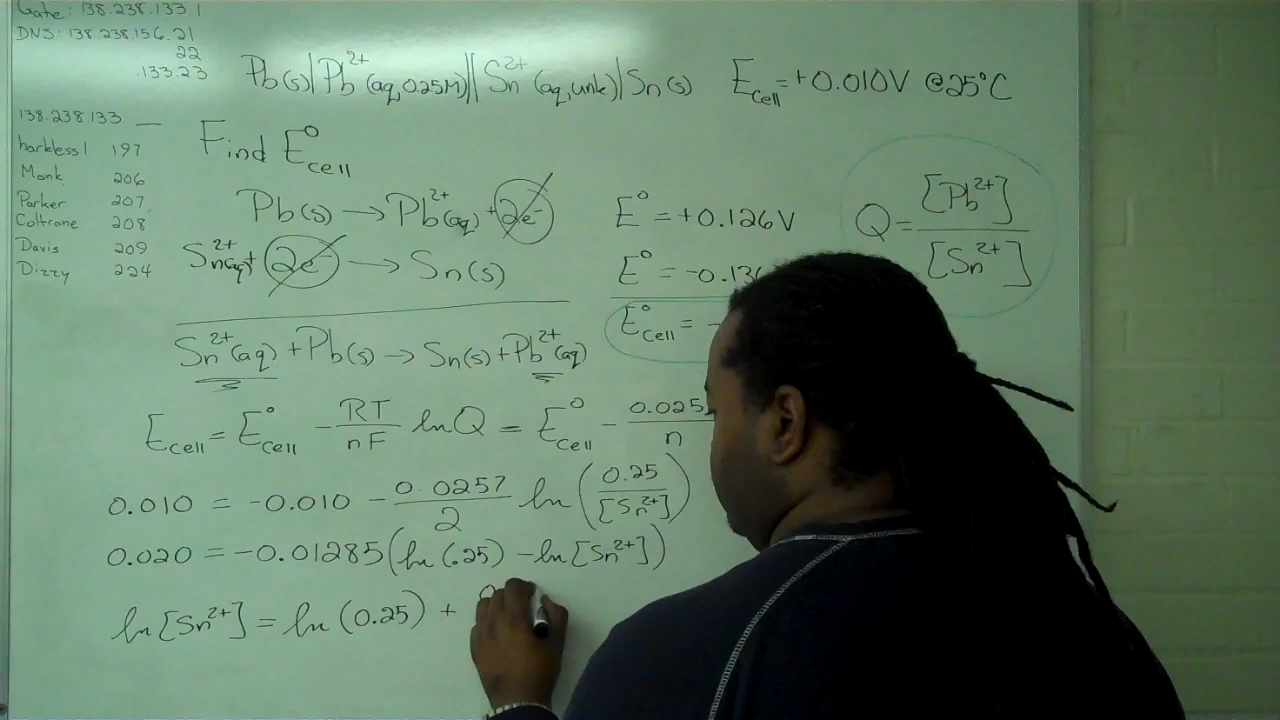 Gate: 138.238.133.1
DNS: 138.238.156.21
22
.133.23
138.238.133 __
harkless1 197
Monk 206
Parker 207
Coltrane 208
Davis 209
Dizzy 224
Pb(s)|Pb²⁺(aq,0.25M)||Sn²⁺(aq,unk)|Sn(s) E_cell=+0.010V @25°C
Find E°_cell
Pb(s) → Pb²⁺(aq) + 2e⁻ E° = +0.126V
Sn²⁺(aq) + 2e⁻ → Sn(s) E° = -0.13
Sn²⁺(aq) + Pb(s) → Sn(s) + Pb²⁺(aq) E°_cell = -
Q = [Pb²⁺]/[Sn²⁺]
E_cell = E°_cell - RT/nF ln Q = E°_cell - 0.025/n
0.010 = -0.010 - 0.0257/2 ln(0.25/[Sn²⁺])
0.020 = -0.01285(ln(.25) - ln[Sn²⁺])
ln[Sn²⁺] = ln(0.25) +